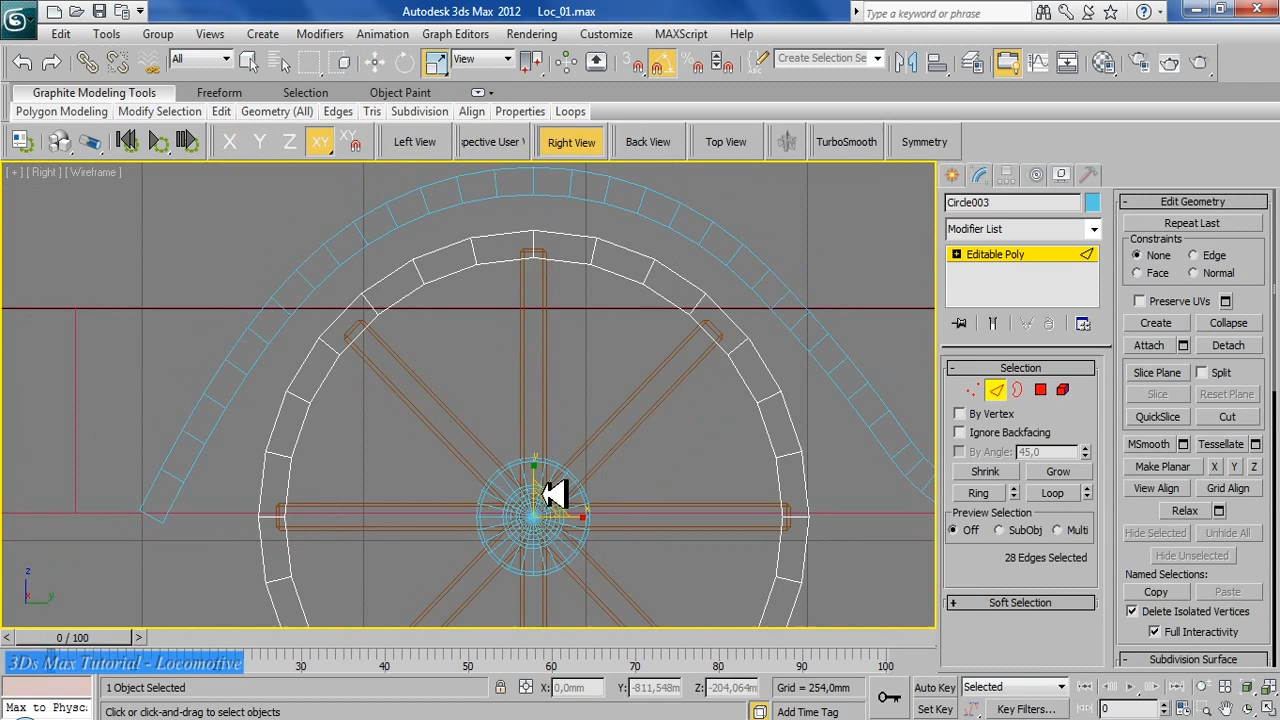 Autodesk 3ds Max 2012 Loc_01.max
Type a keyword or phrase
Edit Tools Group Views Create Modifiers Animation Graph Editors Rendering Customize MAXScript Help
All View Create Selection Se
Graphite Modeling Tools Freeform Selection Object Paint
Polygon Modeling Modify Selection Edit Geometry (All) Edges Tris Subdivision Align Properties Loops
X Y Z XY XY Left View pective User Right View Back View Top View TurboSmooth Symmetry
[ + ] [ Right ] [ Wireframe ]
Circle003
Modifier List
Editable Poly
Selection
By Vertex
Ignore Backfacing
By Angle: 45,0
Shrink Grow
Ring Loop
Preview Selection
Off SubObj Multi
28 Edges Selected
Soft Selection
Edit Geometry
Repeat Last
Constraints
None Edge
Face Normal
Preserve UVs
Create Collapse
Attach Detach
Slice Plane Split
Slice Reset Plane
QuickSlice Cut
MSmooth Tessellate
Make Planar X Y Z
View Align Grid Align
Relax
Hide Selected Unhide All
Hide Unselected
Named Selections:
Copy Paste
Delete Isolated Vertices
Full Interactivity
Subdivision Surface
y
x
z
x y
0 / 100
3Ds Max Tutorial - Locomotive
30 40 50 60 70 80 90 100
1 Object Selected X: 0,0mm Y: -811,548m Z: -204,064m Grid = 254,0mm Auto Key Selected
Max to Physc Click or click-and-drag to select objects Add Time Tag Set Key Key Filters... 0